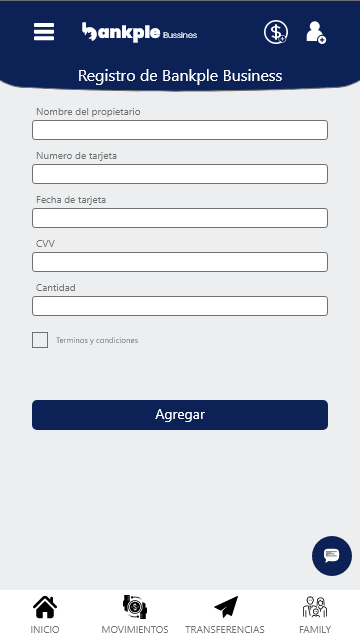 bankple Bussines
Registro de Bankple Business
Nombre del propietario
Numero de tarjeta
Fecha de tarjeta
CVV
Cantidad
Terminos y condiciones
Agregar
INICIO
MOVIMIENTOS
TRANSFERENCIAS
FAMILY